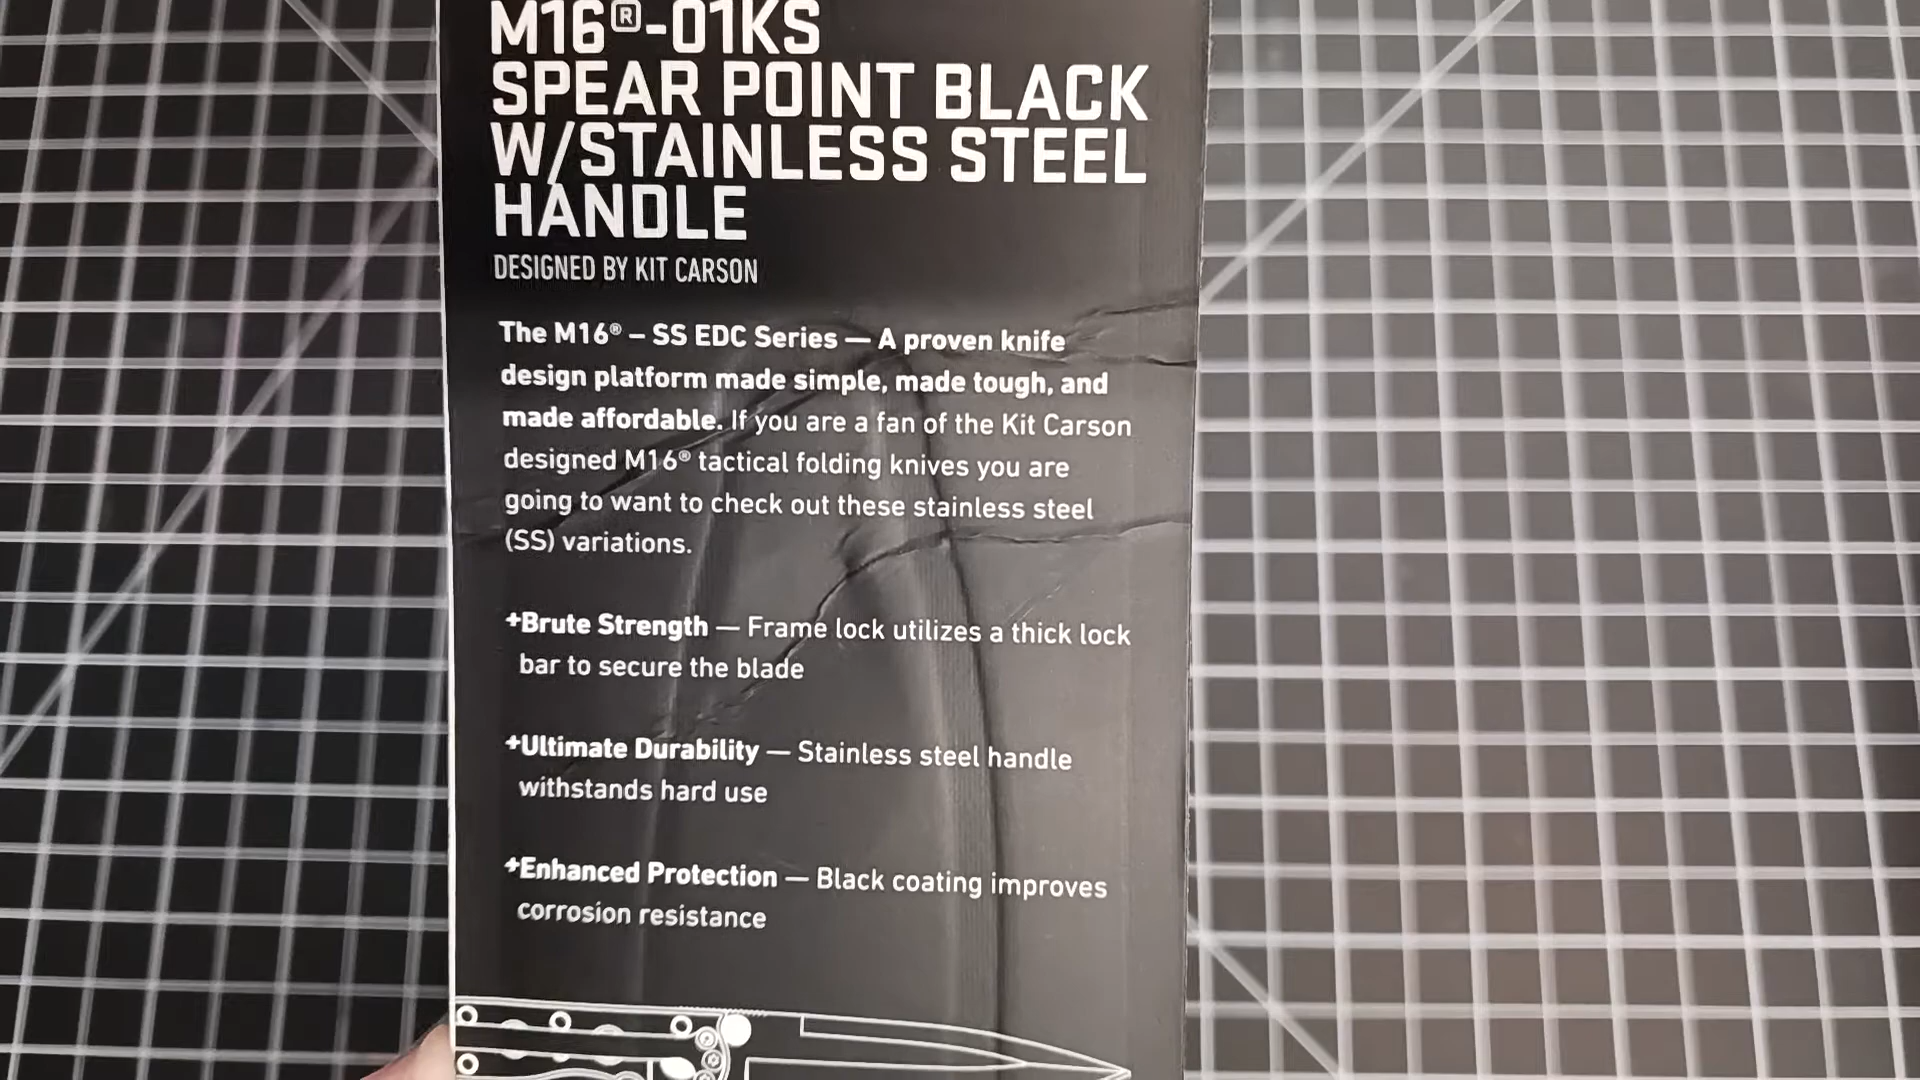 M16®-01KS
SPEAR POINT BLACK
W/STAINLESS STEEL
HANDLE
DESIGNED BY KIT CARSON
The M16® – SS EDC Series — A proven knife
design platform made simple, made tough, and
made affordable. If you are a fan of the Kit Carson
designed M16® tactical folding knives you are
going to want to check out these stainless steel
(SS) variations.
+Brute Strength — Frame lock utilizes a thick lock
bar to secure the blade
+Ultimate Durability — Stainless steel handle
withstands hard use
+Enhanced Protection — Black coating improves
corrosion resistance